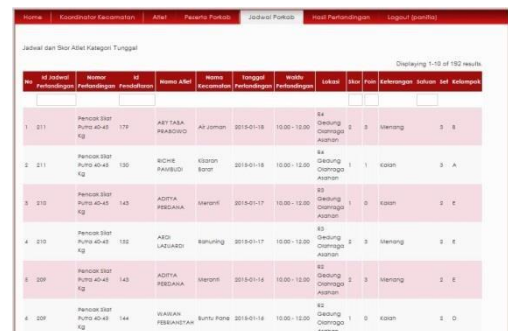 Home Koordinator Kecamatan Atlet Peserta Porkab Jadwal Porkab Hasil Pertandingan Logout (panitia)
Jadwal dan Skor Atlet Kategori Tunggal
Displaying 1-10 of 192 results.
No Id Jadwal Pertandingan Nomor Pertandingan Id Pendaftaran Nama Atlet Nama Kecamatan Tanggal Pertandingan Waktu Pertandingan Lokasi Skor Poin Keterangan Satuan Set Kelompok
1 211 Pencak Silat Putra 40-45 Kg 179 ARY TABA PRABOWO Air Joman 2015-01-18 10.00 - 12.00 Gedung Olahraga Asahan 2 3 Menang 3 B
2 211 Pencak Silat Putra 40-45 Kg 130 RICHIE PAMBUDI Kisaran Barat 2015-01-18 10.00 - 12.00 Gedung Olahraga Asahan 1 1 Kalah 3 A
3 210 Pencak Silat Putra 40-45 Kg 145 ADITYA PERDANA Meranti 2015-01-17 10.00 - 12.00 Gedung Olahraga Asahan 1 0 Kalah 3 E
4 210 Pencak Silat Putra 40-45 Kg 152 ARDI LAZUARDI 2015-01-17 10.00 - 12.00 Gedung Olahraga Asahan 2 3 Menang 3 E
5 209 Pencak Silat Putra 40-45 Kg 145 ADITYA PERDANA Meranti 2015-01-16 10.00 - 12.00 Gedung Olahraga Asahan 2 3 Menang 2 E
6 209 Pencak Silat Putra 40-45 Kg 144 WAWAN FEBRIANSYAH Buntu Pane 2015-01-16 10.00 - 12.00 Gedung Olahraga Asahan 1 0 Kalah 2 D